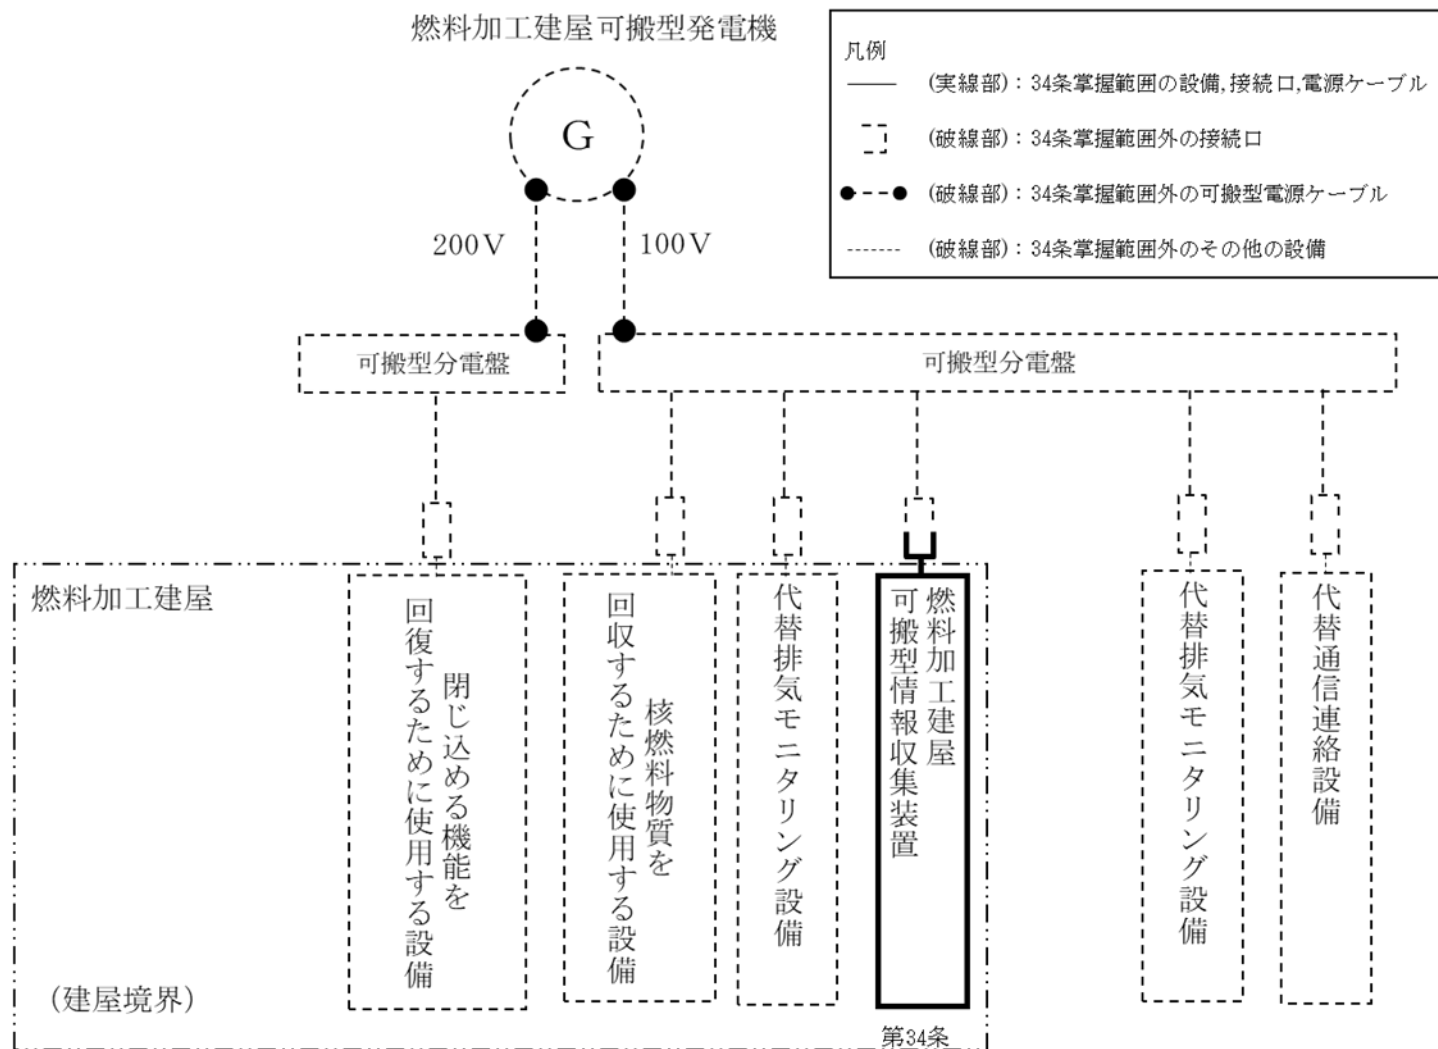 燃料加工建屋可搬型発電機
G
200V
100V
凡例
(実線部)：34条掌握範囲の設備,接続口,電源ケーブル
(破線部)：34条掌握範囲外の接続口
(破線部)：34条掌握範囲外の可搬型電源ケーブル
(破線部)：34条掌握範囲外のその他の設備
可搬型分電盤
可搬型分電盤
燃料加工建屋
閉じ込める機能を
回復するために使用する設備
核燃料物質を
回収するために使用する設備
代替排気モニタリング設備
燃料加工建屋
可搬型情報収集装置
代替排気モニタリング設備
代替通信連絡設備
(建屋境界)
第34条